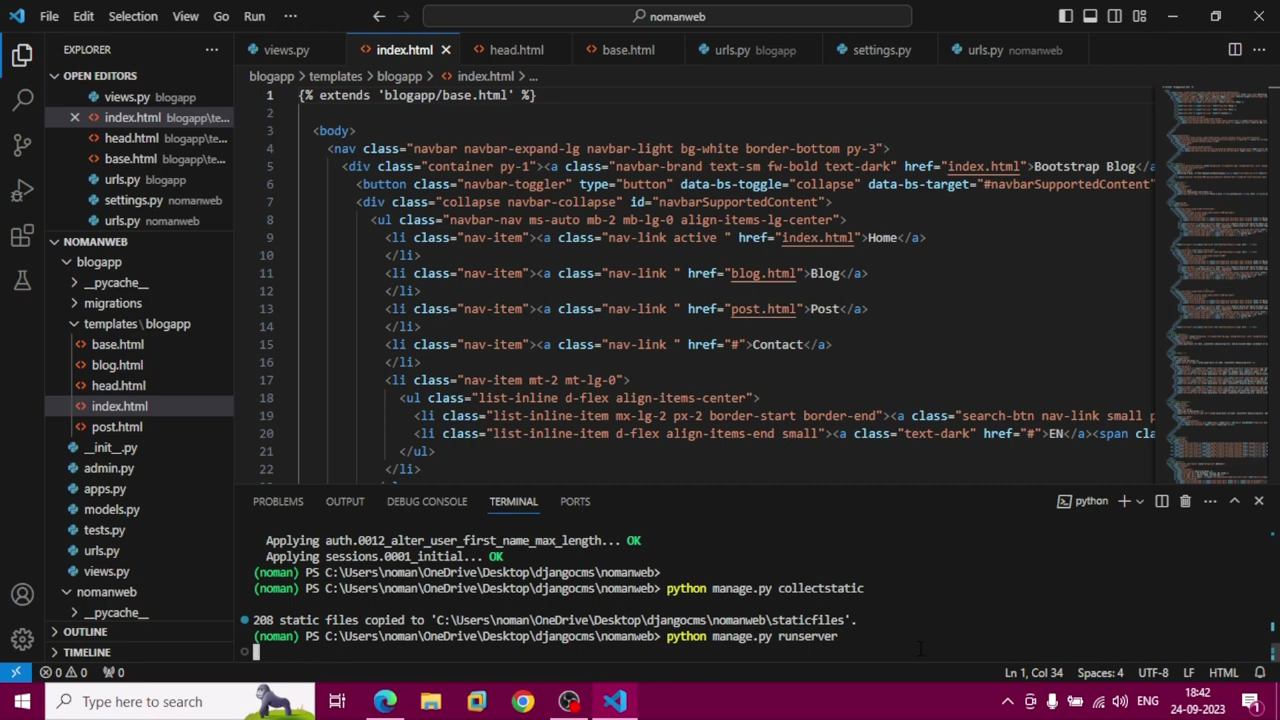 File Edit Selection View Go Run ··· nomanweb
EXPLORER ···
OPEN EDITORS
views.py
index.html blogapp\te...
head.html blogapp\te...
base.html blogapp\te...
urls.py blogapp
settings.py nomanweb
urls.py nomanweb
NOMANWEB
blogapp
__pycache__
migrations
templates \ blogapp
base.html
blog.html
head.html
index.html
post.html
__init__.py
admin.py
apps.py
models.py
tests.py
urls.py
views.py
nomanweb
__pycache__
OUTLINE
TIMELINE
views.py index.html head.html base.html urls.py blogapp settings.py urls.py nomanweb
blogapp > templates > blogapp > index.html > ...
1 {% extends 'blogapp/base.html' %}
2
3 <body>
4 <nav class="navbar navbar-expand-lg navbar-light bg-white border-bottom py-3">
5 <div class="container py-1"><a class="navbar-brand text-sm fw-bold text-dark" href="index.html">Bootstrap Blog</a
6 <button class="navbar-toggler" type="button" data-bs-toggle="collapse" data-bs-target="#navbarSupportedContent"
7 <div class="collapse navbar-collapse" id="navbarSupportedContent">
8 <ul class="navbar-nav ms-auto mb-2 mb-lg-0 align-items-lg-center">
9 <li class="nav-item"><a class="nav-link active " href="index.html">Home</a>
10 </li>
11 <li class="nav-item"><a class="nav-link " href="blog.html">Blog</a>
12 </li>
13 <li class="nav-item"><a class="nav-link " href="post.html">Post</a>
14 </li>
15 <li class="nav-item"><a class="nav-link " href="#">Contact</a>
16 </li>
17 <li class="nav-item mt-2 mt-lg-0">
18 <ul class="list-inline d-flex align-items-center">
19 <li class="list-inline-item mx-lg-2 px-2 border-start border-end"><a class="search-btn nav-link small p
20 <li class="list-inline-item d-flex align-items-end small"><a class="text-dark" href="#">EN</a><span cla
21 </ul>
22 </li>
PROBLEMS OUTPUT DEBUG CONSOLE TERMINAL PORTS python
Applying auth.0012_alter_user_first_name_max_length... OK
Applying sessions.0001_initial... OK
(noman) PS C:\Users\noman\OneDrive\Desktop\djangocms\nomanweb>
(noman) PS C:\Users\noman\OneDrive\Desktop\djangocms\nomanweb> python manage.py collectstatic
208 static files copied to 'C:\Users\noman\OneDrive\Desktop\djangocms\nomanweb\staticfiles'.
(noman) PS C:\Users\noman\OneDrive\Desktop\djangocms\nomanweb> python manage.py runserver
0 0 0 Ln 1, Col 34 Spaces: 4 UTF-8 LF HTML
Type here to search ENG 18:42
24-09-2023 1